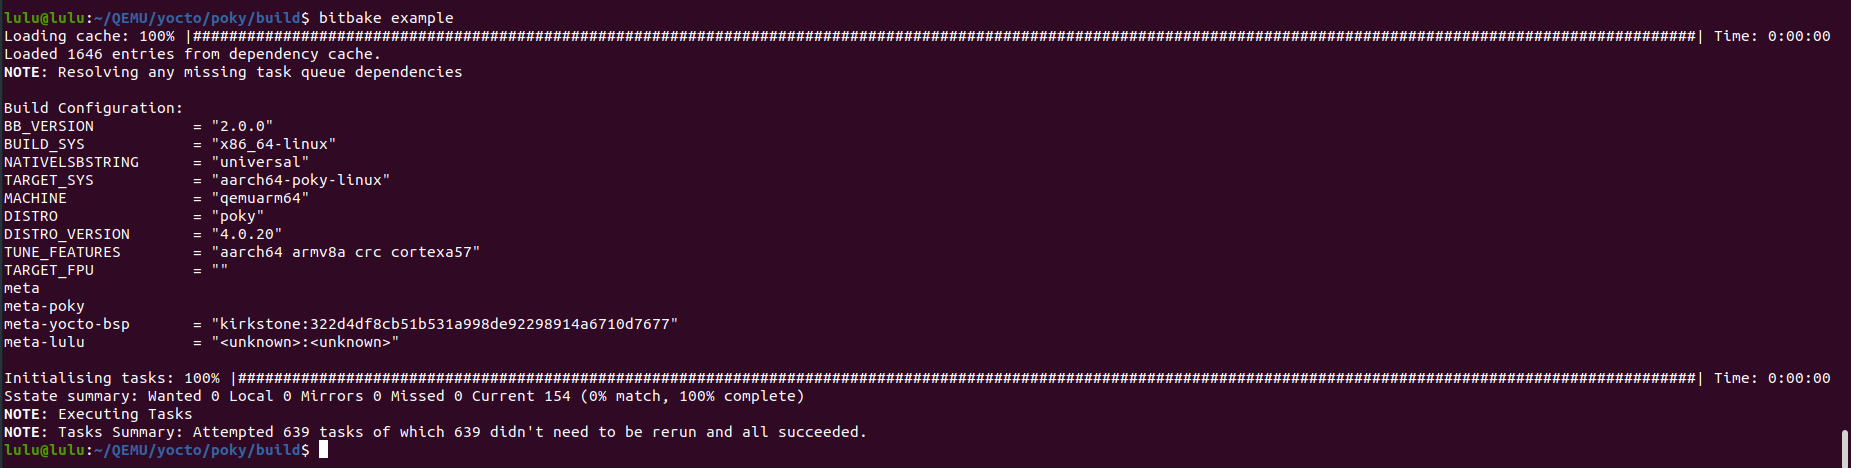 lulu@lulu:~/QEMU/yocto/poky/build$ bitbake example
Loading cache: 100% |###########################################################################################################################################################################| Time: 0:00:00
Loaded 1646 entries from dependency cache.
NOTE: Resolving any missing task queue dependencies
Build Configuration:
BB_VERSION           = "2.0.0"
BUILD_SYS            = "x86_64-linux"
NATIVELSBSTRING      = "universal"
TARGET_SYS           = "aarch64-poky-linux"
MACHINE              = "qemuarm64"
DISTRO               = "poky"
DISTRO_VERSION       = "4.0.20"
TUNE_FEATURES        = "aarch64 armv8a crc cortexa57"
TARGET_FPU           = ""
meta
meta-poky
meta-yocto-bsp       = "kirkstone:322d4df8cb51b531a998de92298914a6710d7677"
meta-lulu            = "<unknown>:<unknown>"
Initialising tasks: 100% |######################################################################################################################################################################| Time: 0:00:00
Sstate summary: Wanted 0 Local 0 Mirrors 0 Missed 0 Current 154 (0% match, 100% complete)
NOTE: Executing Tasks
NOTE: Tasks Summary: Attempted 639 tasks of which 639 didn't need to be rerun and all succeeded.
lulu@lulu:~/QEMU/yocto/poky/build$